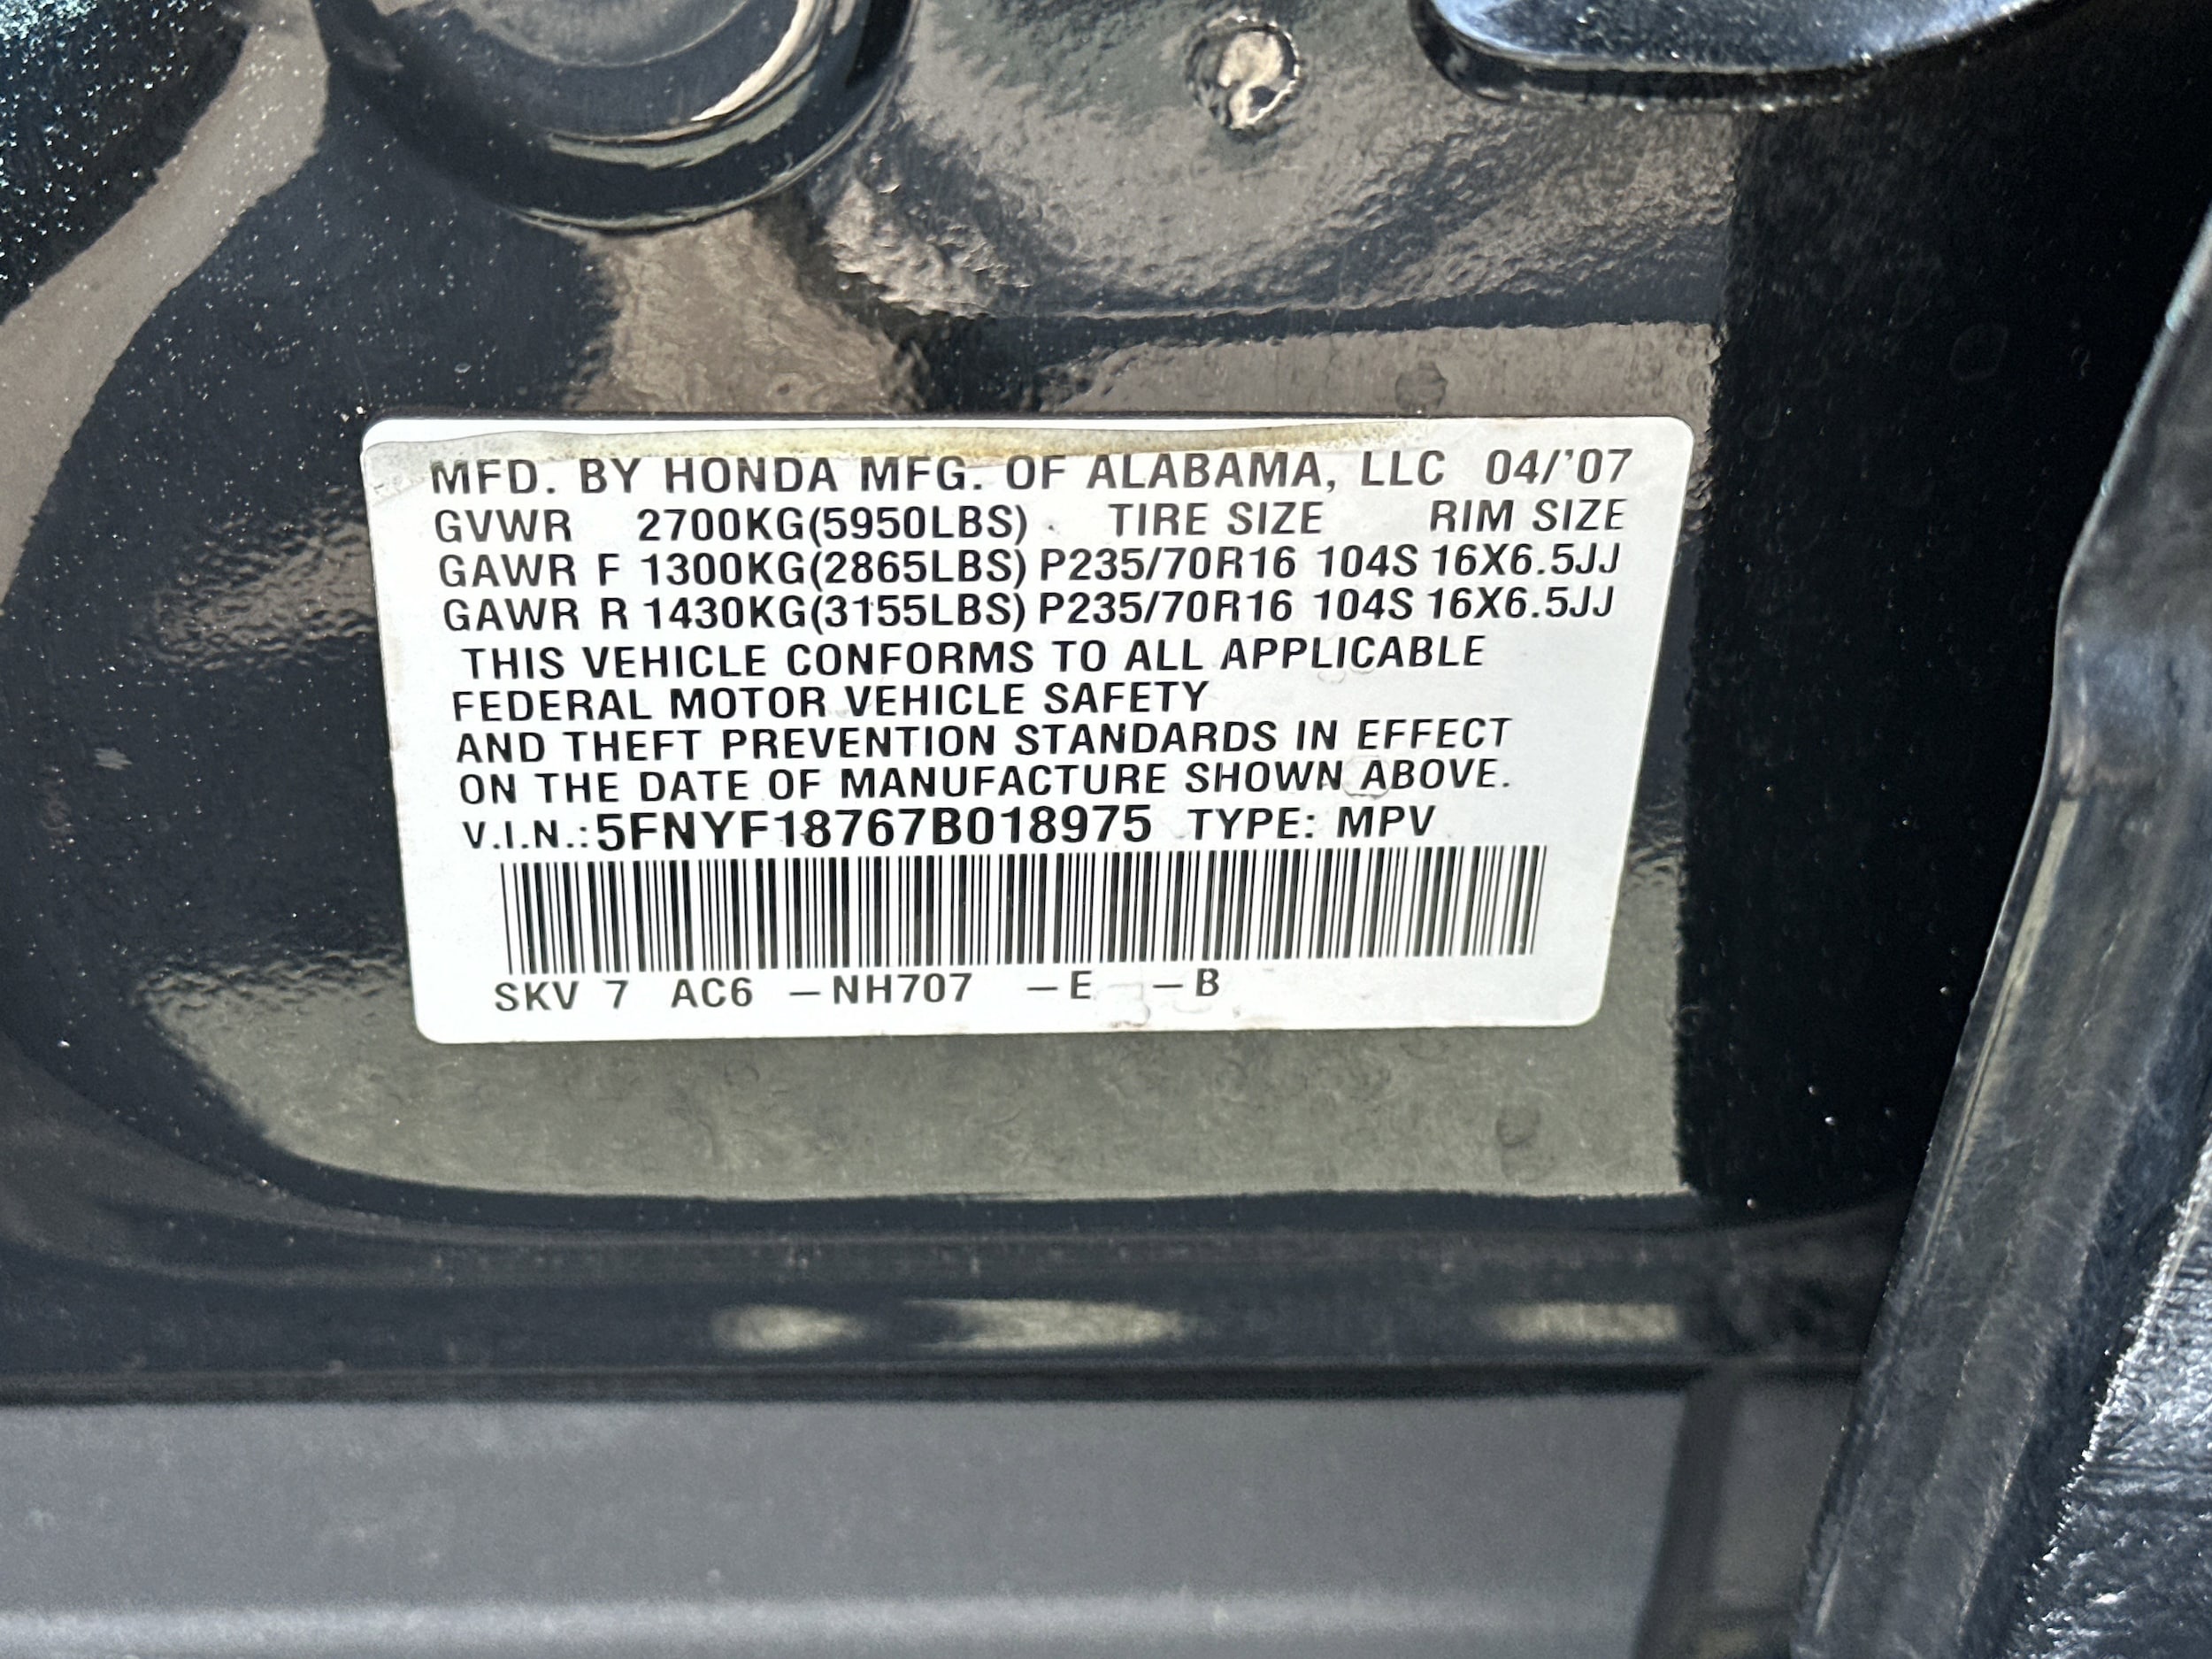 MFD. BY HONDA MFG. OF ALABAMA, LLC 04/'07
GVWR 2700KG(5950LBS) TIRE SIZE RIM SIZE
GAWR F 1300KG(2865LBS) P235/70R16 104S 16X6.5JJ
GAWR R 1430KG(3155LBS) P235/70R16 104S 16X6.5JJ
THIS VEHICLE CONFORMS TO ALL APPLICABLE
FEDERAL MOTOR VEHICLE SAFETY
AND THEFT PREVENTION STANDARDS IN EFFECT
ON THE DATE OF MANUFACTURE SHOWN ABOVE.
V.I.N.: 5FNYF18767B018975 TYPE: MPV
SKV 7 AC6 –NH707 –E –B